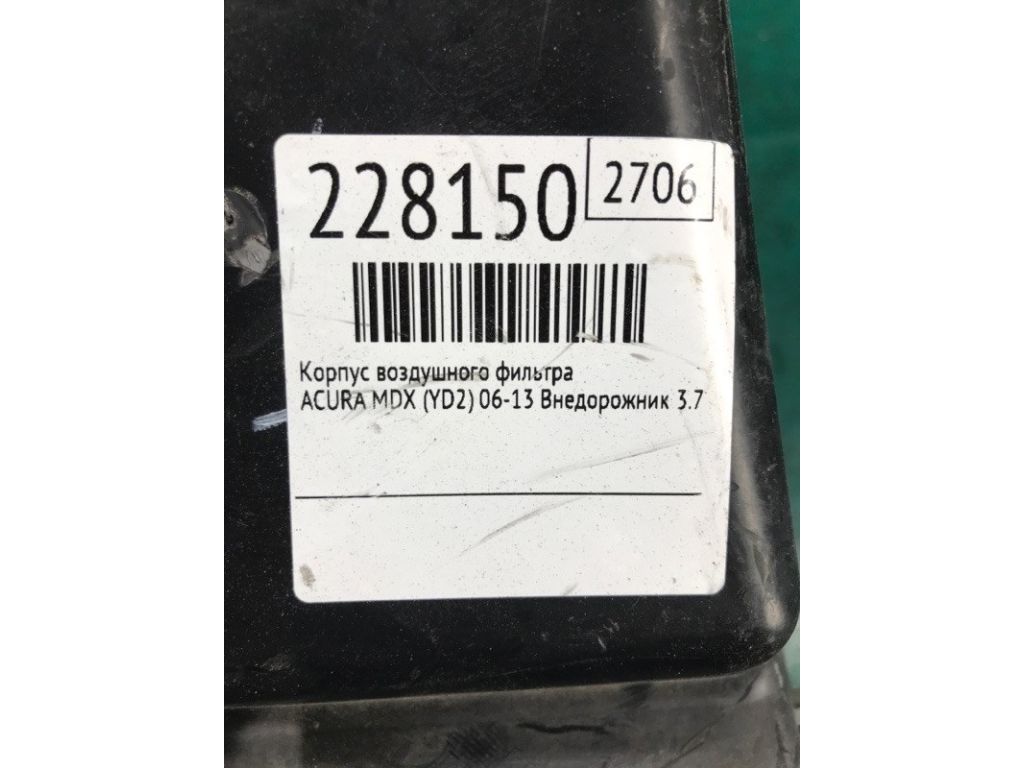 228150
2706
Корпус воздушного фильтра
ACURA MDX (YD2) 06-13 Внедорожник 3.7